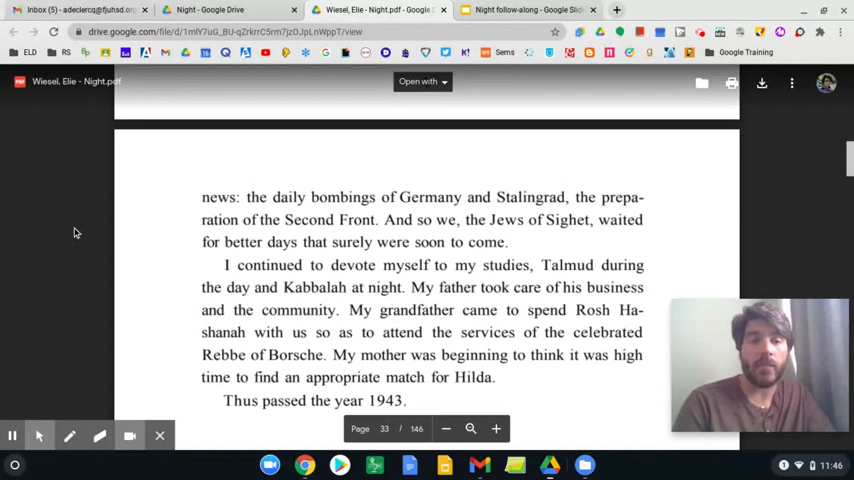 Inbox (5) - adeclercq@fjuhsd.org
Night - Google Drive
Wiesel, Elie - Night.pdf - Google D
Night follow-along - Google Slide
drive.google.com/file/d/1mlY7uG_BU-qZrkrrC5rm7jzOJpLnWppT/view
ELD
RS
Sems
Google Training
PDF
Wiesel, Elie - Night.pdf
Open with
news: the daily bombings of Germany and Stalingrad, the prepa-
ration of the Second Front. And so we, the Jews of Sighet, waited
for better days that surely were soon to come.
I continued to devote myself to my studies, Talmud during
the day and Kabbalah at night. My father took care of his business
and the community. My grandfather came to spend Rosh Ha-
shanah with us so as to attend the services of the celebrated
Rebbe of Borsche. My mother was beginning to think it was high
time to find an appropriate match for Hilda.
Thus passed the year 1943.
Page 33 / 146
1
11:46